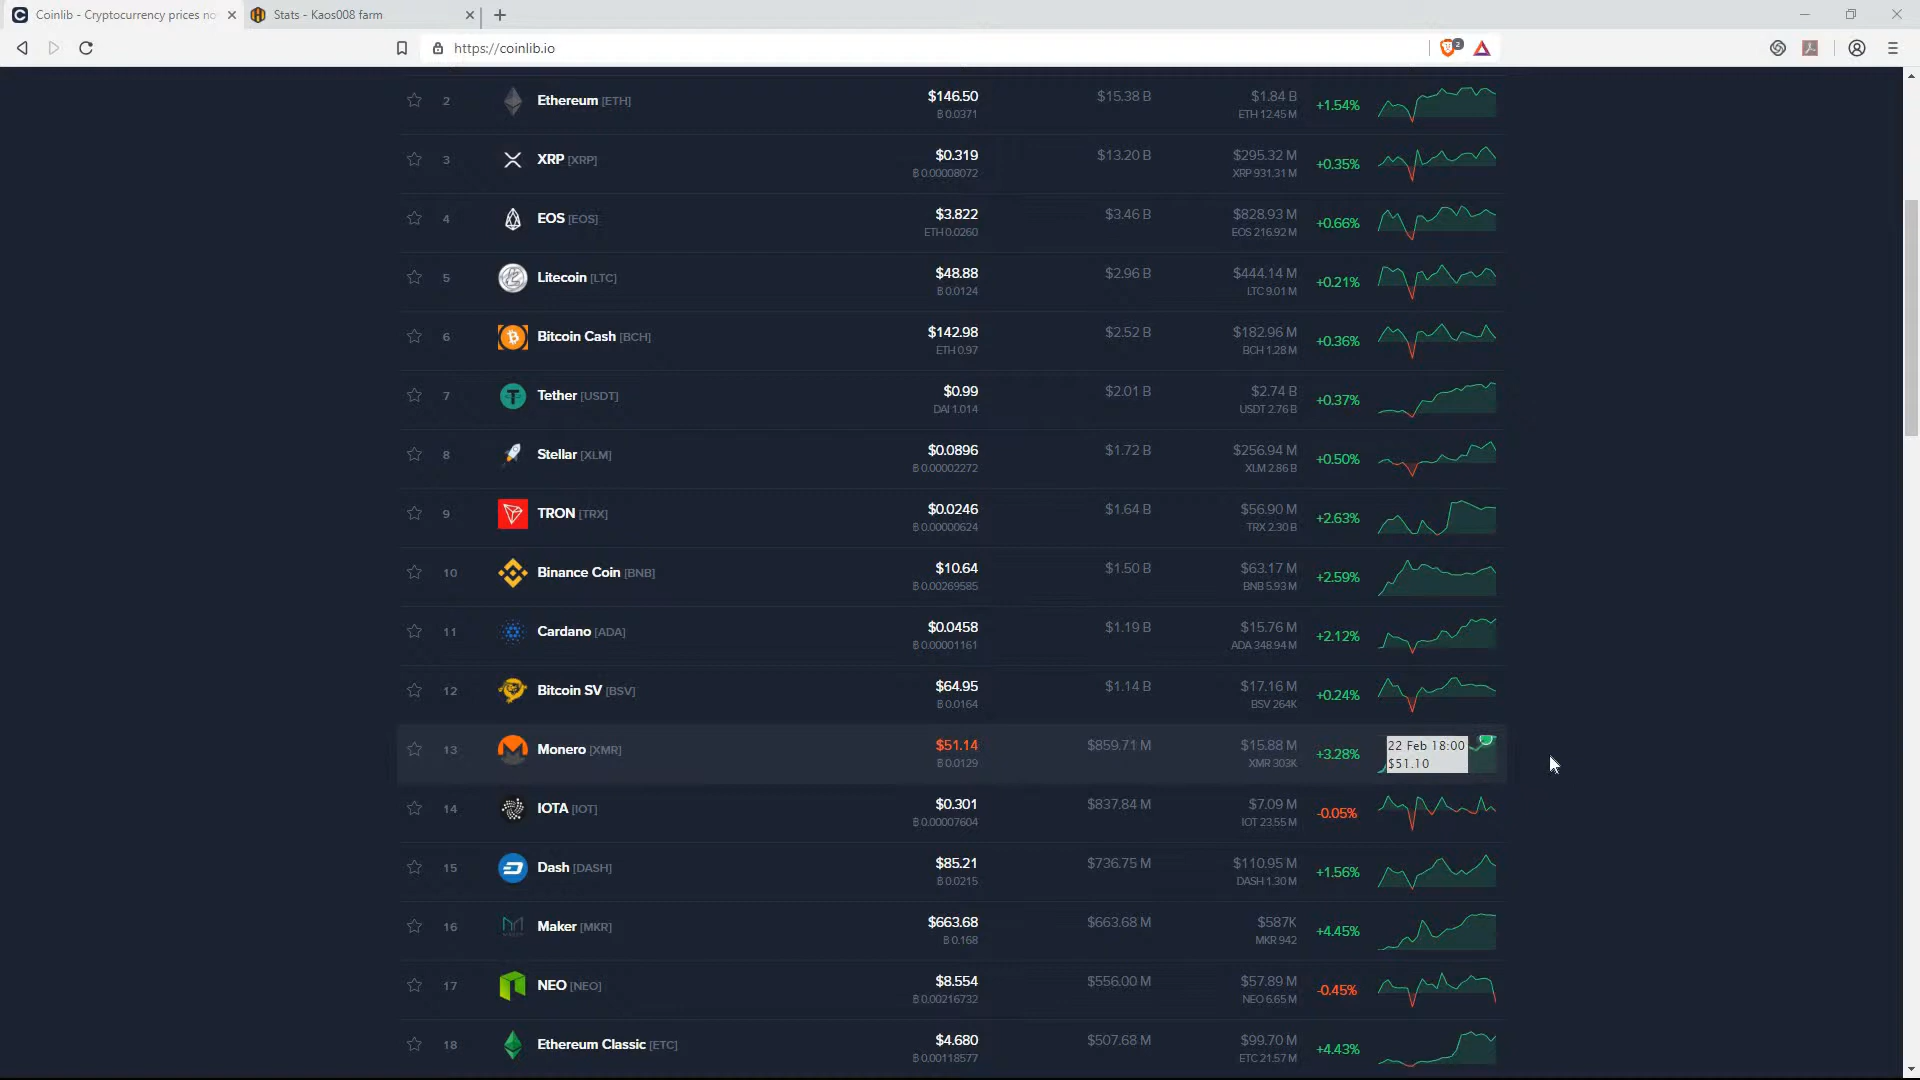 Coinlib - Cryptocurrency prices no
Stats - Kaos008 farm
https://coinlib.io
2
2 Ethereum [ETH] $146.50 $15.38 B $1.84 B +1.54%
฿ 0.0371 ETH 12.45 M
3 XRP [XRP] $0.319 $13.20 B $295.32 M +0.35%
฿ 0.00008072 XRP 931.31 M
4 EOS [EOS] $3.822 $3.46 B $828.93 M +0.66%
ETH 0.0260 EOS 216.92 M
5 Litecoin [LTC] $48.88 $2.96 B $444.14 M +0.21%
฿ 0.0124 LTC 9.01 M
6 Bitcoin Cash [BCH] $142.98 $2.52 B $182.96 M +0.36%
ETH 0.97 BCH 1.28 M
7 Tether [USDT] $0.99 $2.01 B $2.74 B +0.37%
DAI 1.014 USDT 2.76 B
8 Stellar [XLM] $0.0896 $1.72 B $256.94 M +0.50%
฿ 0.00002272 XLM 2.86 B
9 TRON [TRX] $0.0246 $1.64 B $56.90 M +2.63%
฿ 0.00000624 TRX 2.30 B
10 Binance Coin [BNB] $10.64 $1.50 B $63.17 M +2.59%
฿ 0.00269585 BNB 5.93 M
11 Cardano [ADA] $0.0458 $1.19 B $15.76 M +2.12%
฿ 0.00001161 ADA 348.94 M
12 Bitcoin SV [BSV] $64.95 $1.14 B $17.16 M +0.24%
฿ 0.0164 BSV 264K
13 Monero [XMR] $51.14 $859.71 M $15.88 M +3.28% 22 Feb 18:00
฿ 0.0129 XMR 303K $51.10
14 IOTA [IOT] $0.301 $837.84 M $7.09 M -0.05%
฿ 0.00007604 IOT 23.55 M
15 Dash [DASH] $85.21 $736.75 M $110.95 M +1.56%
฿ 0.0215 DASH 1.30 M
16 Maker [MKR] $663.68 $663.68 M $587K +4.45%
฿ 0.168 MKR 942
17 NEO [NEO] $8.554 $556.00 M $57.89 M -0.45%
฿ 0.00216732 NEO 6.65 M
18 Ethereum Classic [ETC] $4.680 $507.68 M $99.70 M +4.43%
฿ 0.00118577 ETC 21.57 M